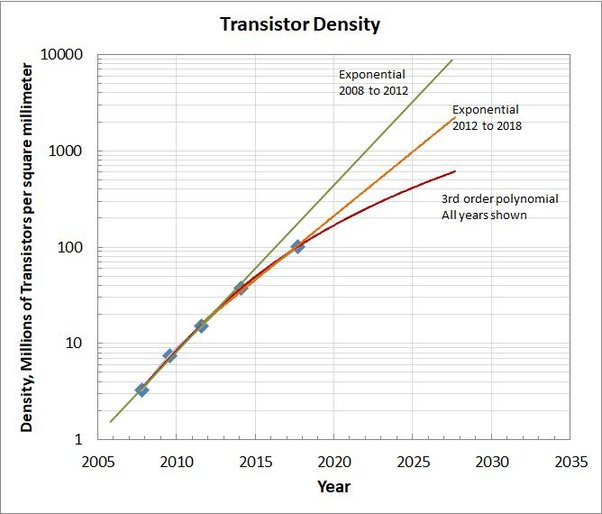 Transistor Density
Density, Millions of Transistors per square millimeter
10000
1000
100
10
1
Exponential
2008 to 2012
Exponential
2012 to 2018
3rd order polynomial
All years shown
2005 2010 2015 2020 2025 2030 2035
Year